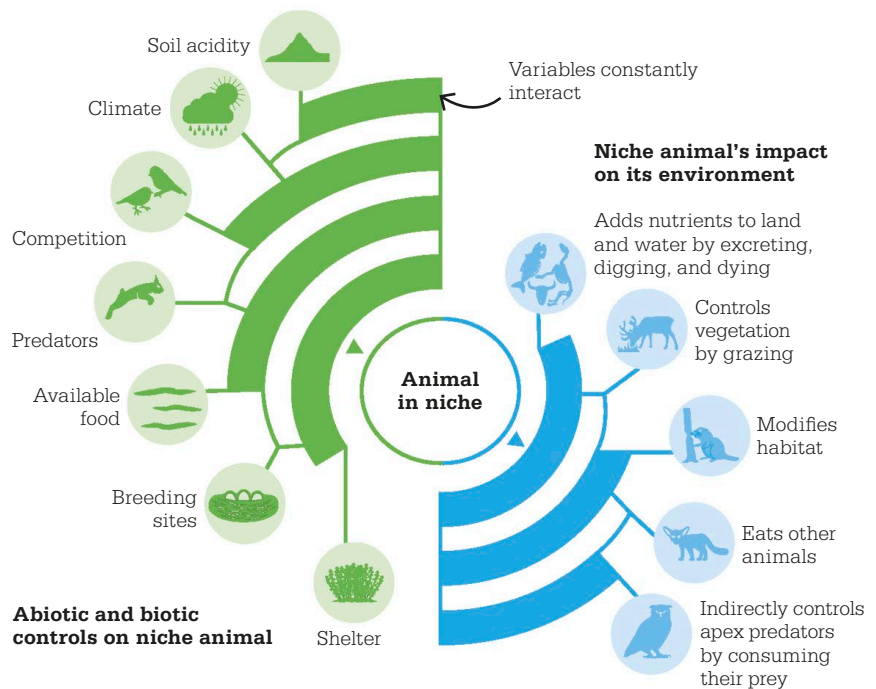 Soil acidity
Climate
Competition
Predators
Available
food
Breeding
sites
Shelter
Abiotic and biotic
controls on niche animal
Variables constantly
interact
Animal
in niche
Niche animal's impact
on its environment
Adds nutrients to land
and water by excreting,
digging, and dying
Controls
vegetation
by grazing
Modifies
habitat
Eats other
animals
Indirectly controls
apex predators
by consuming
their prey